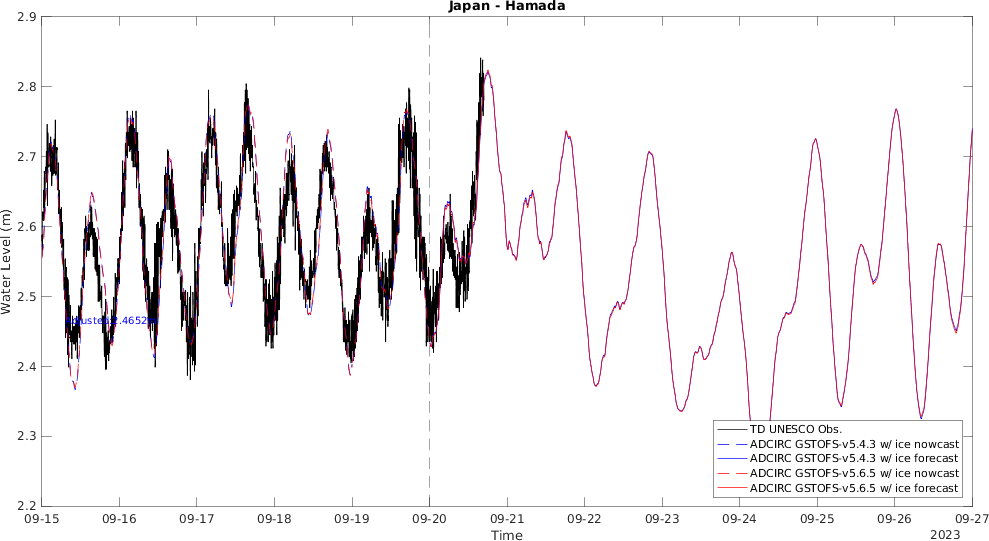 Japan - Hamada
Water Level (m)
2.9
2.8
2.7
2.6
2.5
2.4
2.3
2.2
09-15
09-16
09-17
09-18
09-19
09-20
09-21
09-22
09-23
09-24
09-25
09-26
09-27
Time
2023
TD UNESCO Obs.
ADCIRC GSTOFS-v5.4.3 w/ ice nowcast
ADCIRC GSTOFS-v5.4.3 w/ ice forecast
ADCIRC GSTOFS-v5.6.5 w/ ice nowcast
ADCIRC GSTOFS-v5.6.5 w/ ice forecast